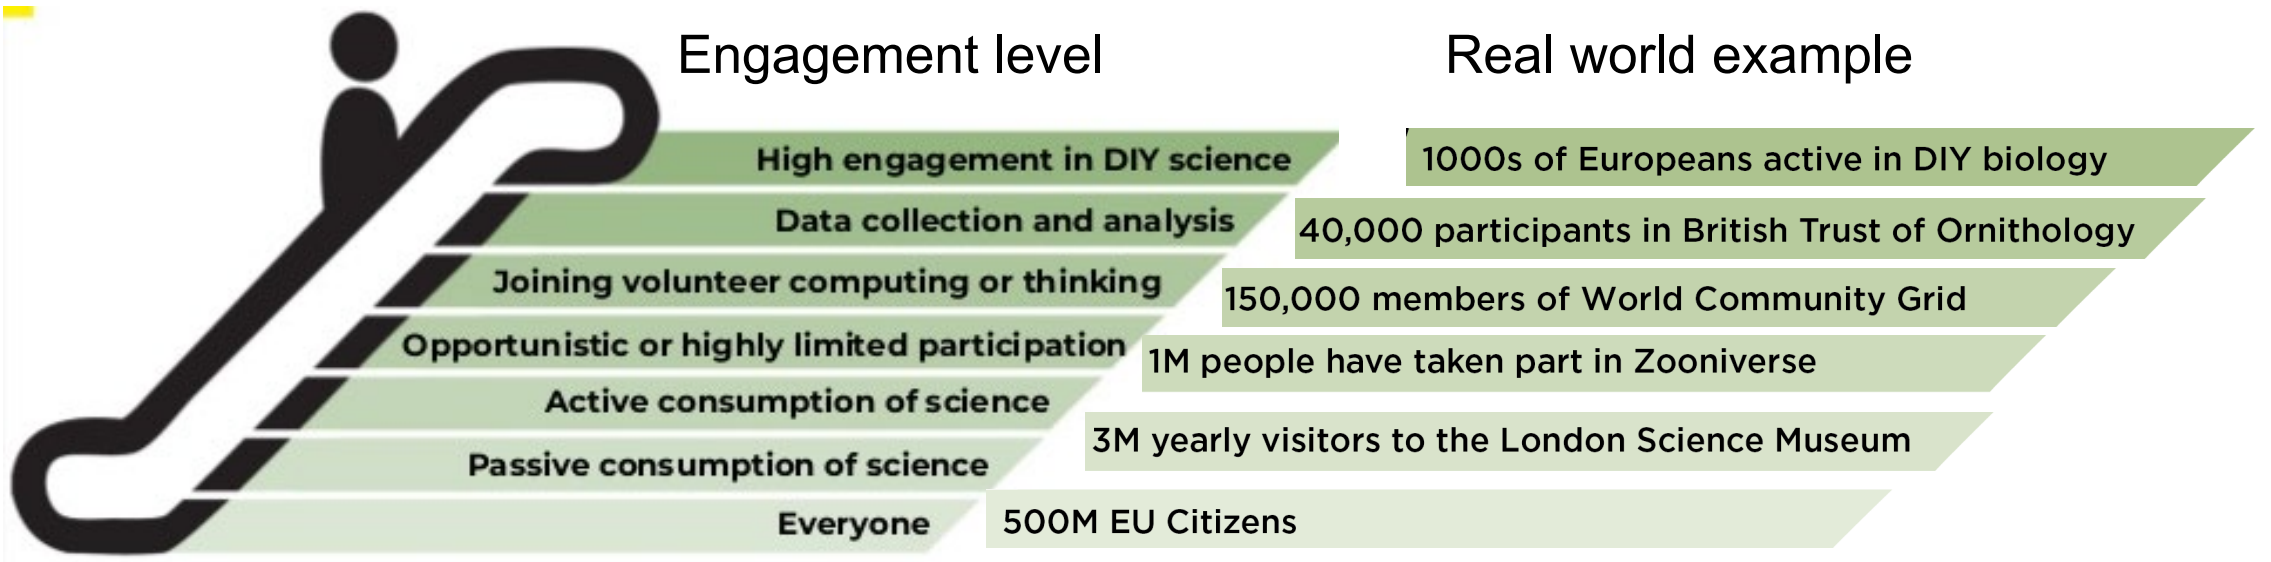 Engagement level
Real world example
High engagement in DIY science
1000s of Europeans active in DIY biology
Data collection and analysis
40,000 participants in British Trust of Ornithology
Joining volunteer computing or thinking
150,000 members of World Community Grid
Opportunistic or highly limited participation
1M people have taken part in Zooniverse
Active consumption of science
3M yearly visitors to the London Science Museum
Passive consumption of science
Everyone
500M EU Citizens